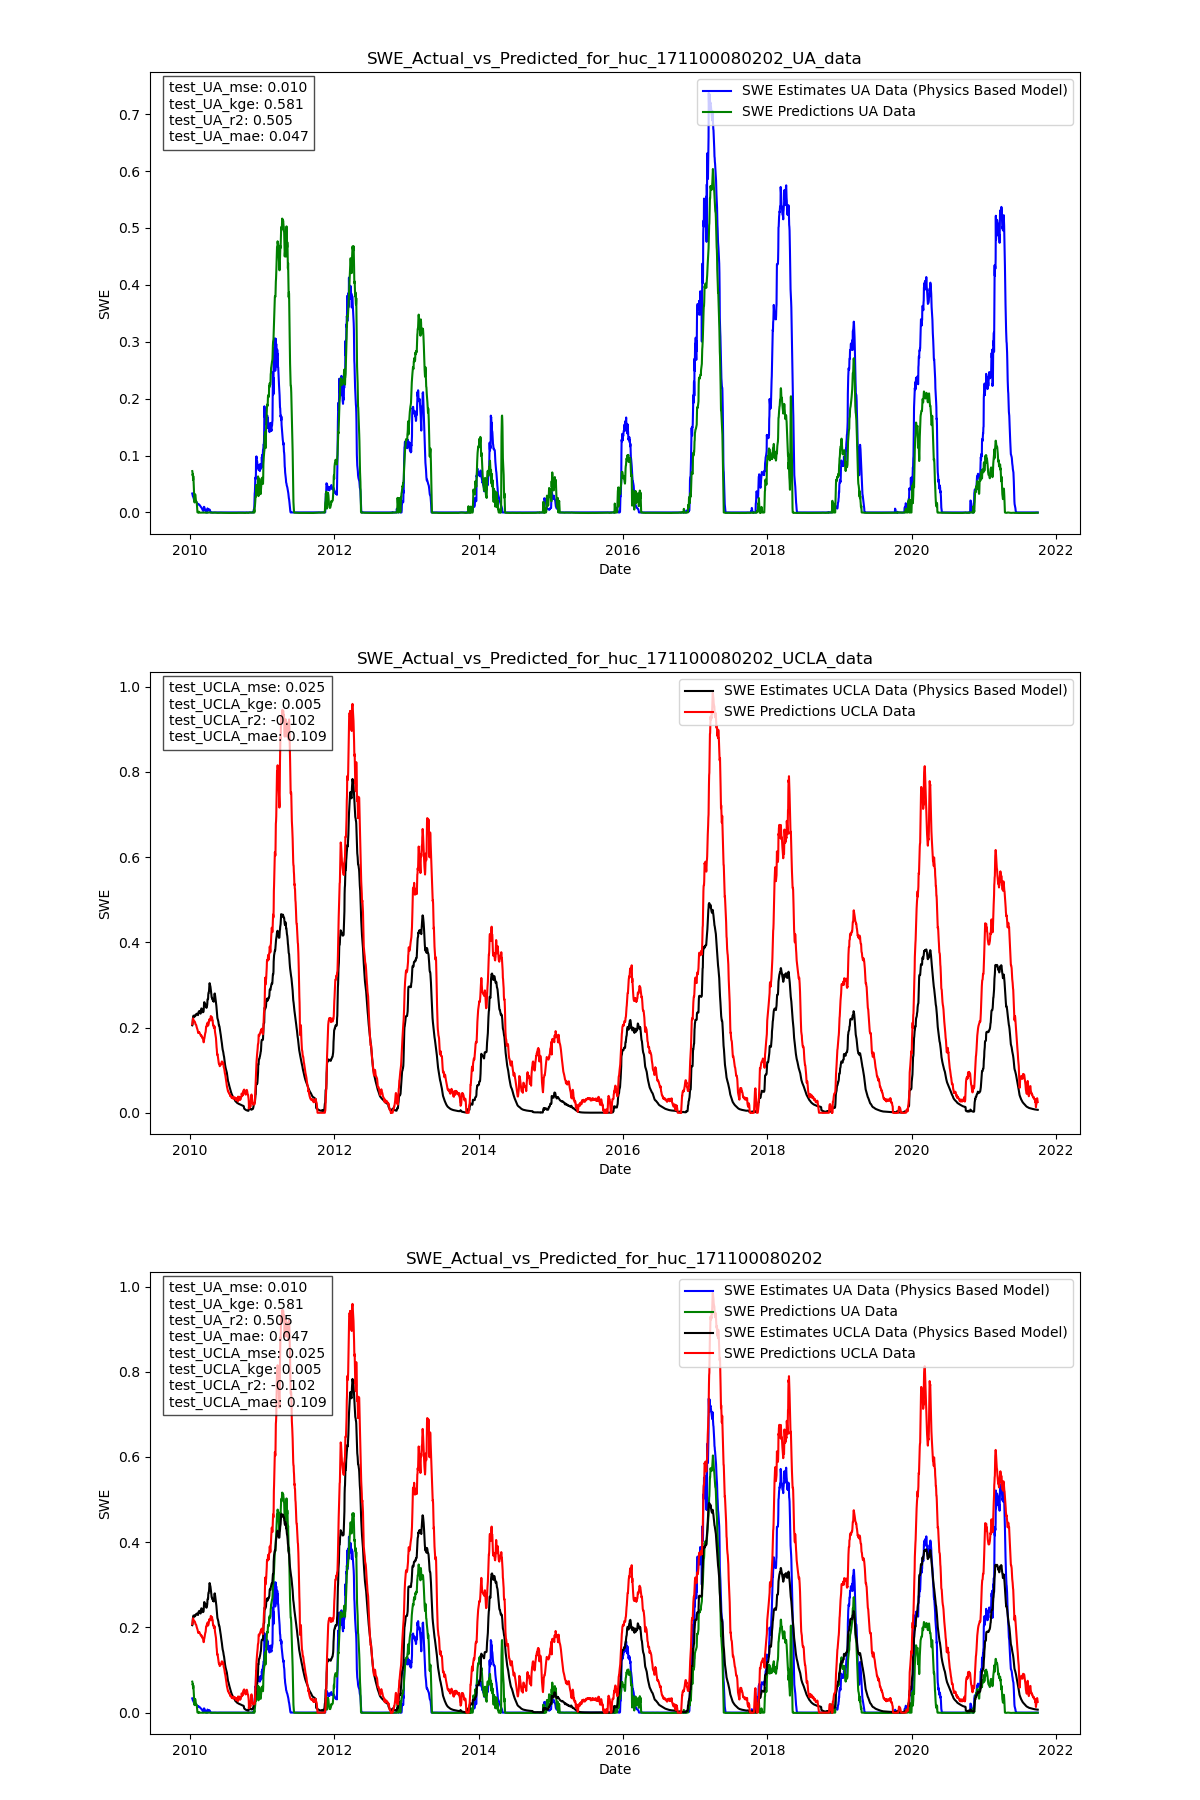 SWE_Actual_vs_Predicted_for_huc_171100080202_UA_data
test_UA_mse: 0.010
test_UA_kge: 0.581
test_UA_r2: 0.505
test_UA_mae: 0.047
SWE Estimates UA Data (Physics Based Model)
SWE Predictions UA Data
0.7
0.6
0.5
0.4
0.3
0.2
0.1
0.0
SWE
2010 2012 2014 2016 2018 2020 2022
Date
SWE_Actual_vs_Predicted_for_huc_171100080202_UCLA_data
test_UCLA_mse: 0.025
test_UCLA_kge: 0.005
test_UCLA_r2: -0.102
test_UCLA_mae: 0.109
SWE Estimates UCLA Data (Physics Based Model)
SWE Predictions UCLA Data
1.0
0.8
0.6
0.4
0.2
0.0
SWE
2010 2012 2014 2016 2018 2020 2022
Date
SWE_Actual_vs_Predicted_for_huc_171100080202
test_UA_mse: 0.010
test_UA_kge: 0.581
test_UA_r2: 0.505
test_UA_mae: 0.047
test_UCLA_mse: 0.025
test_UCLA_kge: 0.005
test_UCLA_r2: -0.102
test_UCLA_mae: 0.109
SWE Estimates UA Data (Physics Based Model)
SWE Predictions UA Data
SWE Estimates UCLA Data (Physics Based Model)
SWE Predictions UCLA Data
1.0
0.8
0.6
0.4
0.2
0.0
SWE
2010 2012 2014 2016 2018 2020 2022
Date